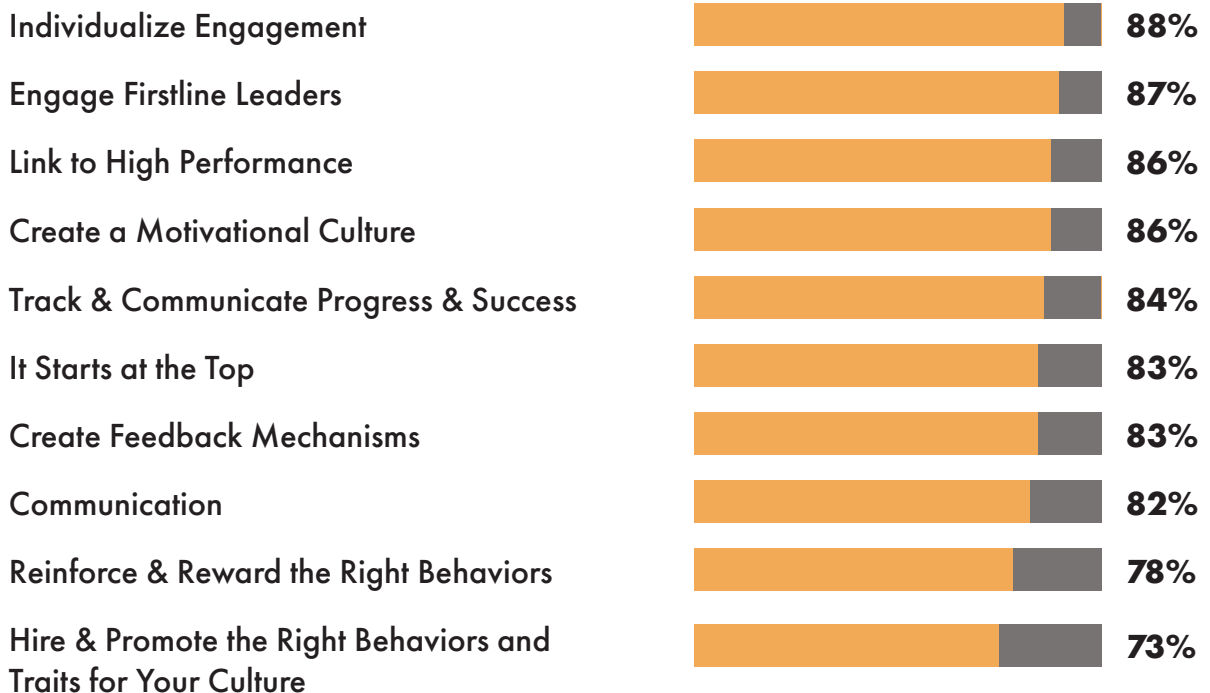 Individualize Engagement 88%
Engage Firstline Leaders 87%
Link to High Performance 86%
Create a Motivational Culture 86%
Track & Communicate Progress & Success 84%
It Starts at the Top 83%
Create Feedback Mechanisms 83%
Communication 82%
Reinforce & Reward the Right Behaviors 78%
Hire & Promote the Right Behaviors and 73%
Traits for Your Culture